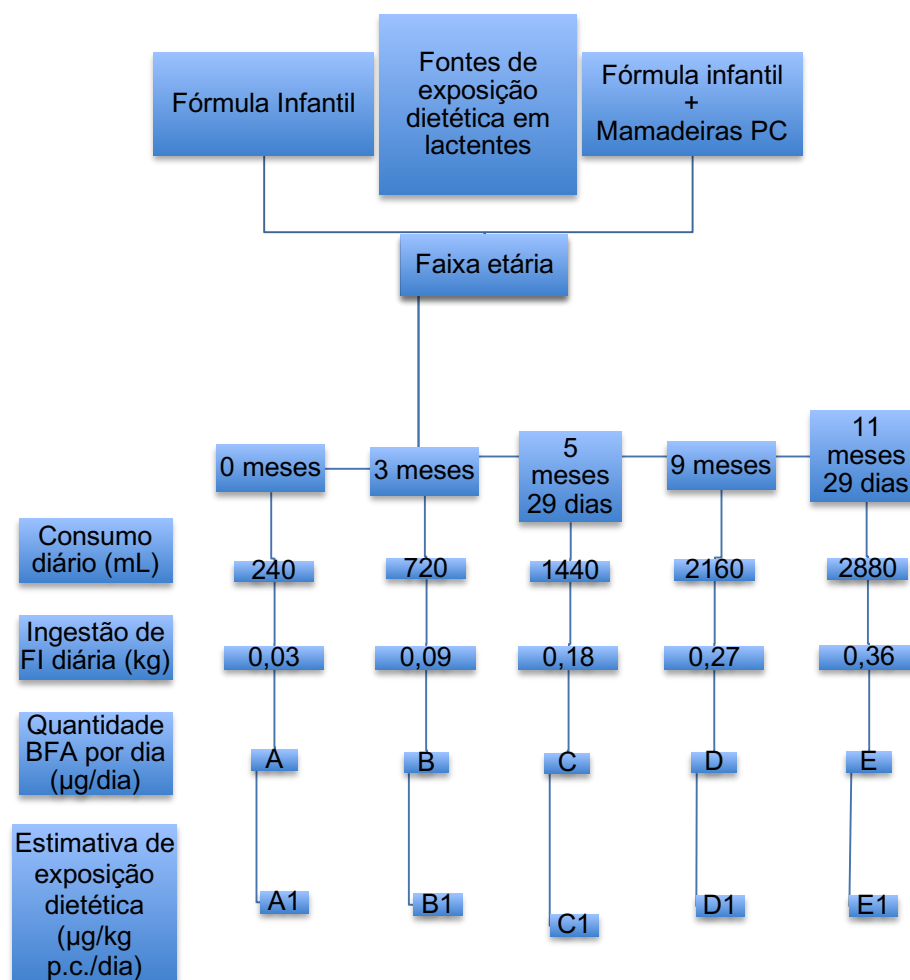 Fórmula Infantil
Fontes de
exposição
dietética em
lactentes
Fórmula infantil
+
Mamadeiras PC
Faixa etária
0 meses
3 meses
5
meses
29 dias
9 meses
11
meses
29 dias
Consumo
diário (mL)
240
720
1440
2160
2880
Ingestão de
FI diária (kg)
0,03
0,09
0,18
0,27
0,36
Quantidade
BFA por dia
(µg/dia)
A
B
C
D
E
Estimativa de
exposição
dietética
(µg/kg
p.c./dia)
A1
B1
C1
D1
E1